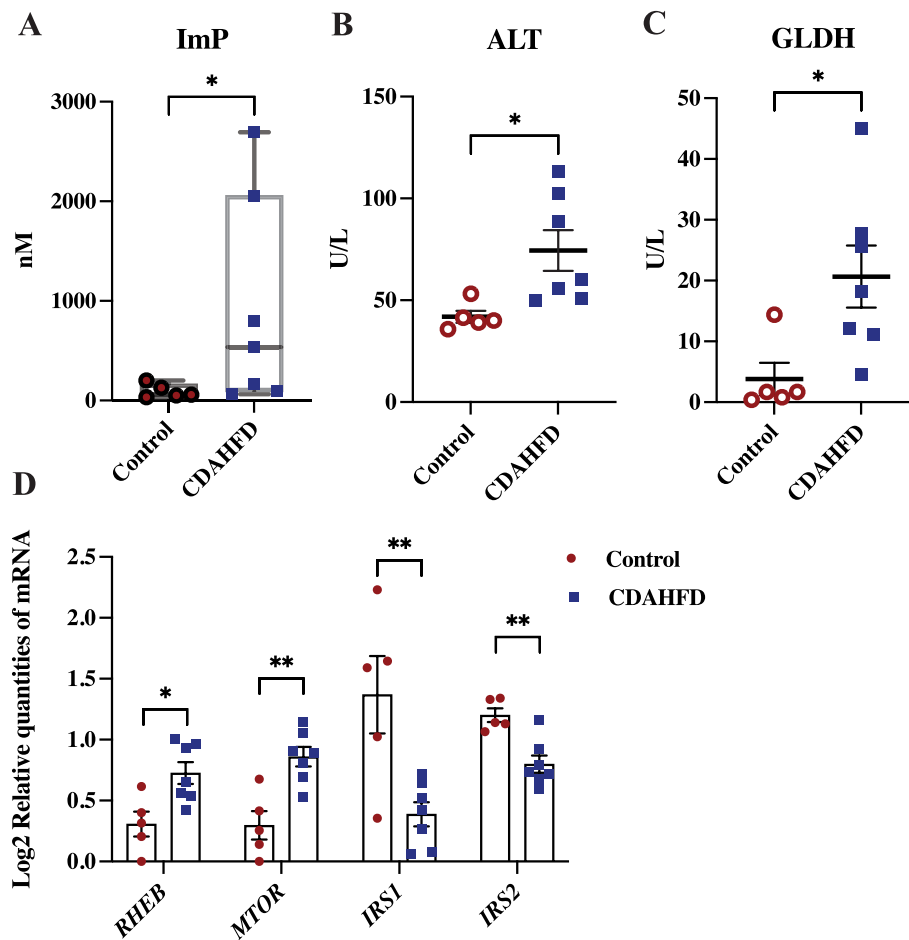 A
ImP
*
3000
2000
1000
0
nM
Control
CDAHFD
B
ALT
*
150
100
50
0
U/L
Control
CDAHFD
C
GLDH
*
50
40
30
20
10
0
U/L
Control
CDAHFD
D
Log2 Relative quantities of mRNA
2.5
2.0
1.5
1.0
0.5
0.0
*
**
**
**
RHEB
MTOR
IRS1
IRS2
Control
CDAHFD